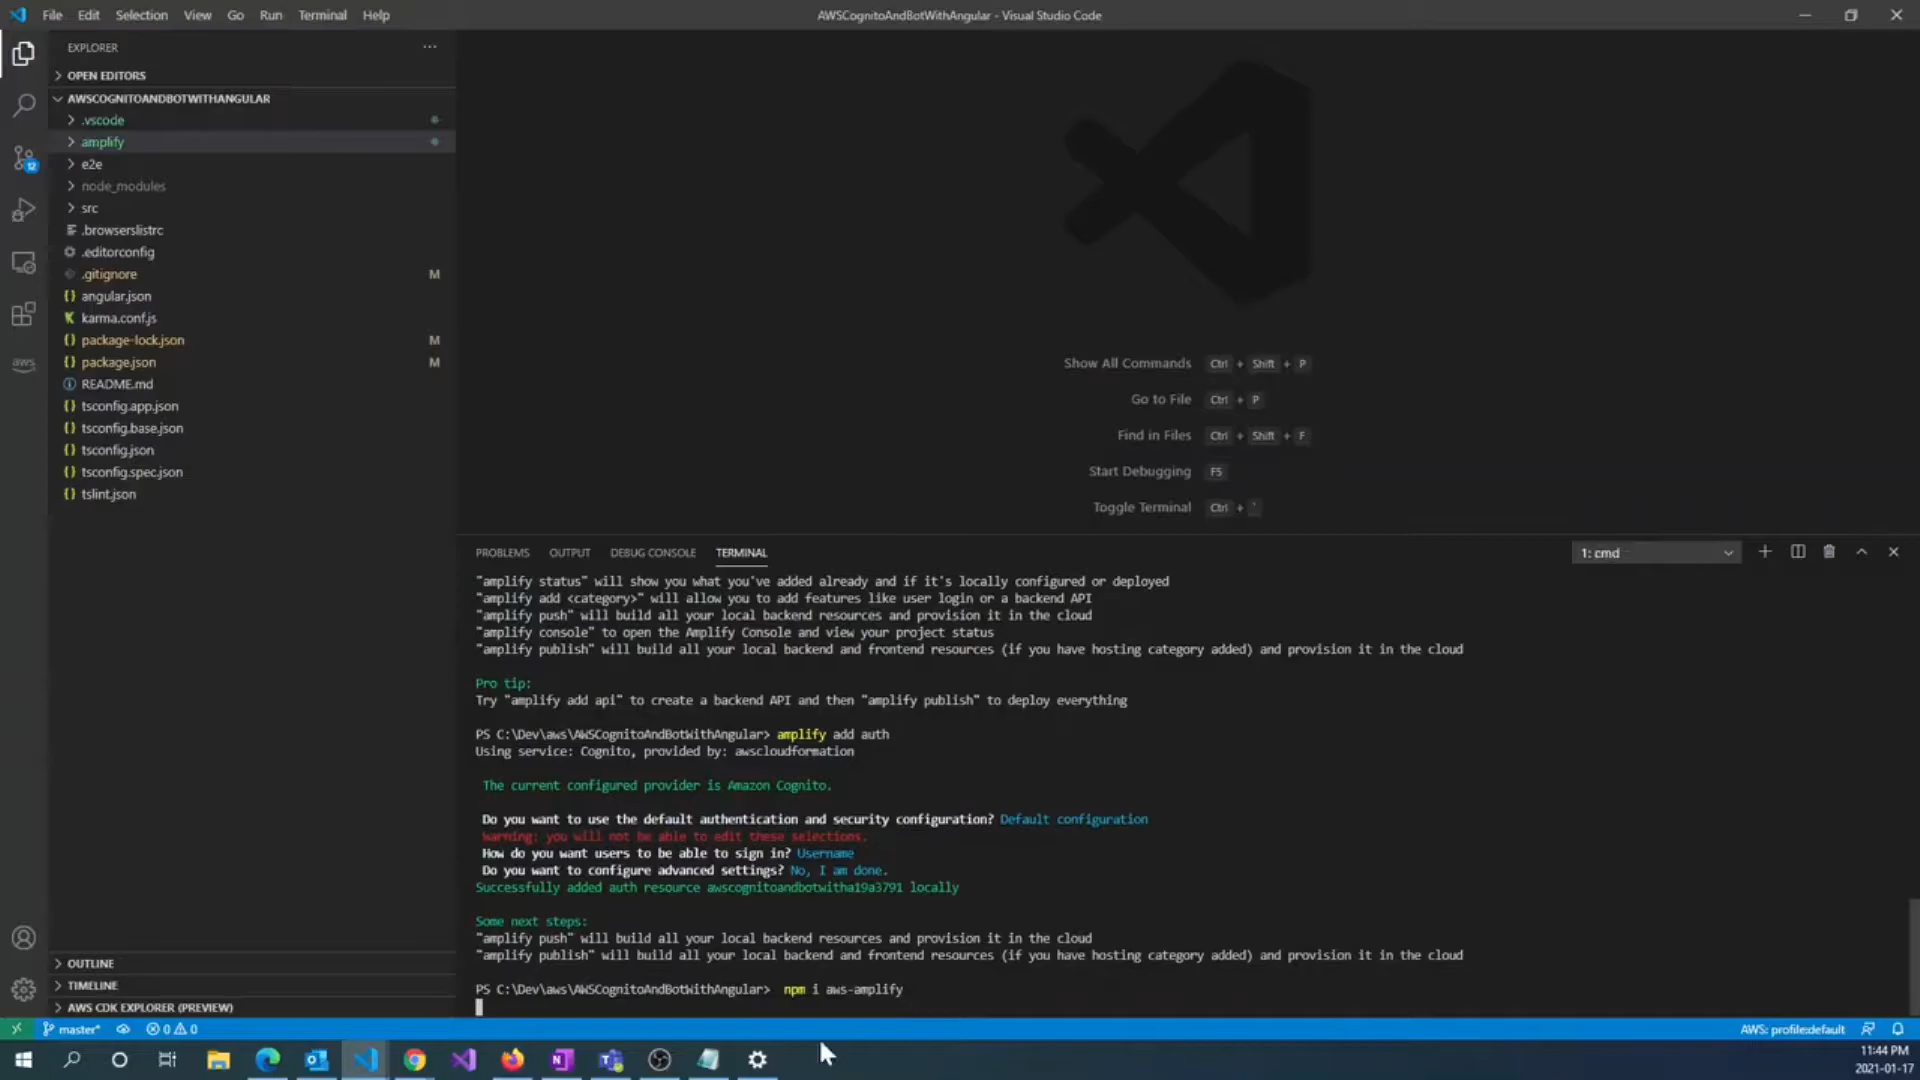 File Edit Selection View Go Run Terminal Help
AWSCognitoAndBotWithAngular - Visual Studio Code
EXPLORER
OPEN EDITORS
AWSCOGNITOANDBOTWITHANGULAR
.vscode
amplify
e2e
node_modules
src
.browserslistrc
.editorconfig
.gitignore M
angular.json
karma.conf.js
package-lock.json M
package.json M
README.md
tsconfig.app.json
tsconfig.base.json
tsconfig.json
tsconfig.spec.json
tslint.json
12
aws
OUTLINE
TIMELINE
AWS CDK EXPLORER (PREVIEW)
Show All Commands Ctrl + Shift + P
Go to File Ctrl + P
Find in Files Ctrl + Shift + F
Start Debugging F5
Toggle Terminal Ctrl + `
PROBLEMS OUTPUT DEBUG CONSOLE TERMINAL
1: cmd
"amplify status" will show you what you've added already and if it's locally configured or deployed
"amplify add <category>" will allow you to add features like user login or a backend API
"amplify push" will build all your local backend resources and provision it in the cloud
"amplify console" to open the Amplify Console and view your project status
"amplify publish" will build all your local backend and frontend resources (if you have hosting category added) and provision it in the cloud
Pro tip:
Try "amplify add api" to create a backend API and then "amplify publish" to deploy everything
PS C:\Dev\aws\AWSCognitoAndBotWithAngular> amplify add auth
Using service: Cognito, provided by: awscloudformation
The current configured provider is Amazon Cognito.
Do you want to use the default authentication and security configuration? Default configuration
Warning: you will not be able to edit these selections.
How do you want users to be able to sign in? Username
Do you want to configure advanced settings? No, I am done.
Successfully added auth resource awscognitoandbotwitha19a3791 locally
Some next steps:
"amplify push" will build all your local backend resources and provision it in the cloud
"amplify publish" will build all your local backend and frontend resources (if you have hosting category added) and provision it in the cloud
PS C:\Dev\aws\AWSCognitoAndBotWithAngular> npm i aws-amplify
master* 0 0
AWS: profile:default
11:44 PM
2021-01-17